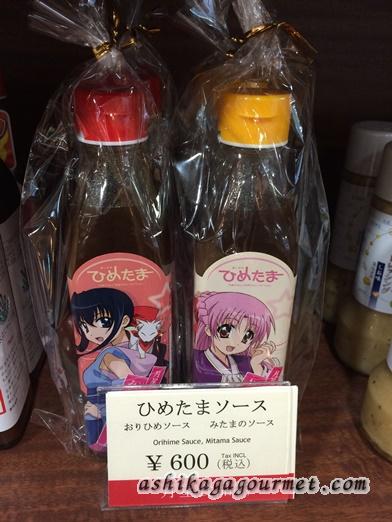 ひめたま
ひめたま
ひめたまソース
おりひめソース みたまのソース
Orihime Sauce, Mitama Sauce
¥600 Tax INCL (税込)
ashikagagourmet.com